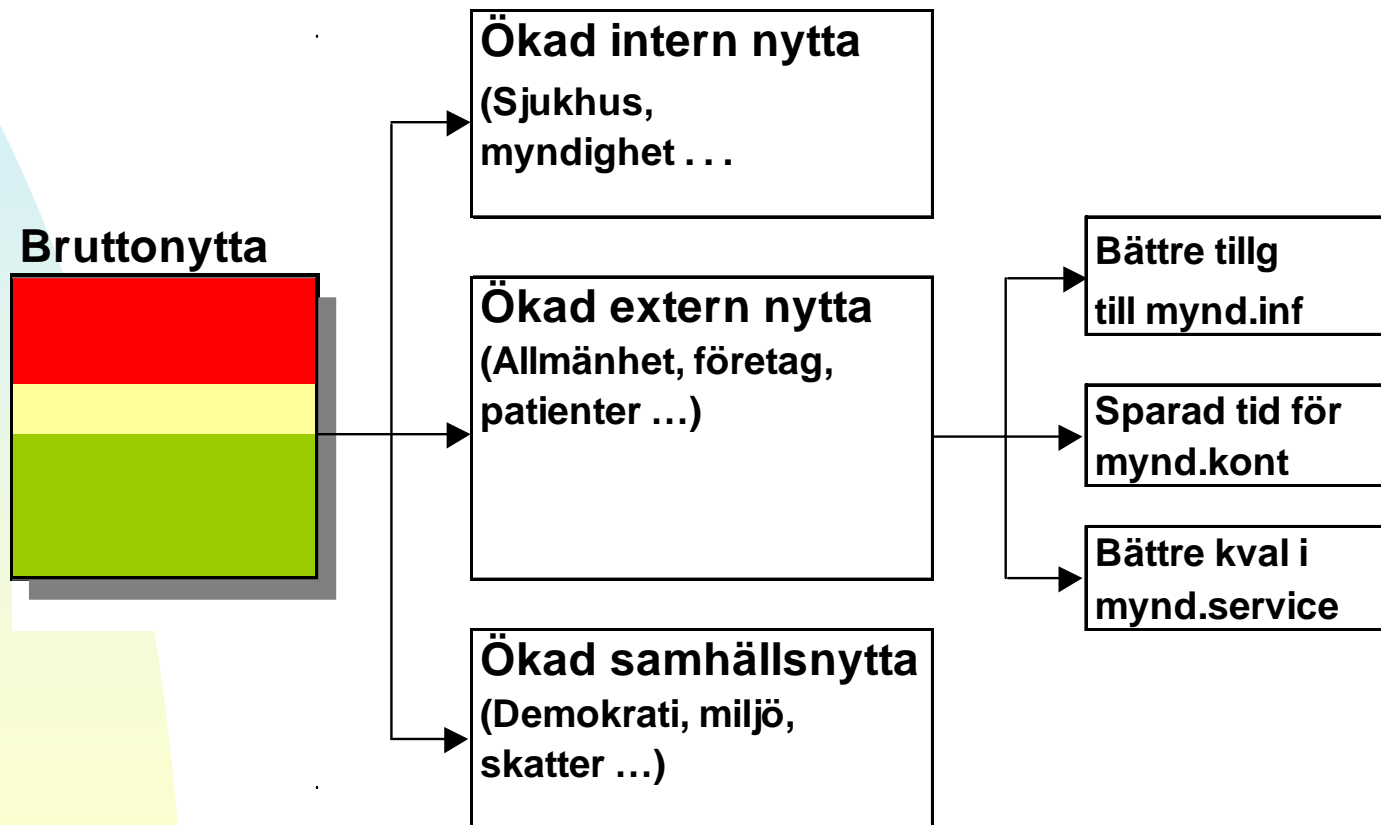 Bruttonytta
Ökad intern nytta
(Sjukhus,
myndighet . . .
Ökad extern nytta
(Allmänhet, företag,
patienter …)
Ökad samhällsnytta
(Demokrati, miljö,
skatter …)
Bättre tillg
till mynd.inf
Sparad tid för
mynd.kont
Bättre kval i
mynd.service